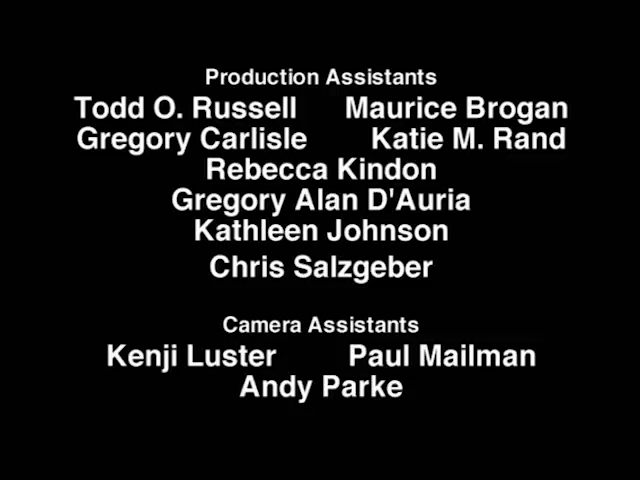 Production Assistants
Todd O. Russell Maurice Brogan
Gregory Carlisle Katie M. Rand
Rebecca Kindon
Gregory Alan D'Auria
Kathleen Johnson
Chris Salzgeber
Camera Assistants
Kenji Luster Paul Mailman
Andy Parke